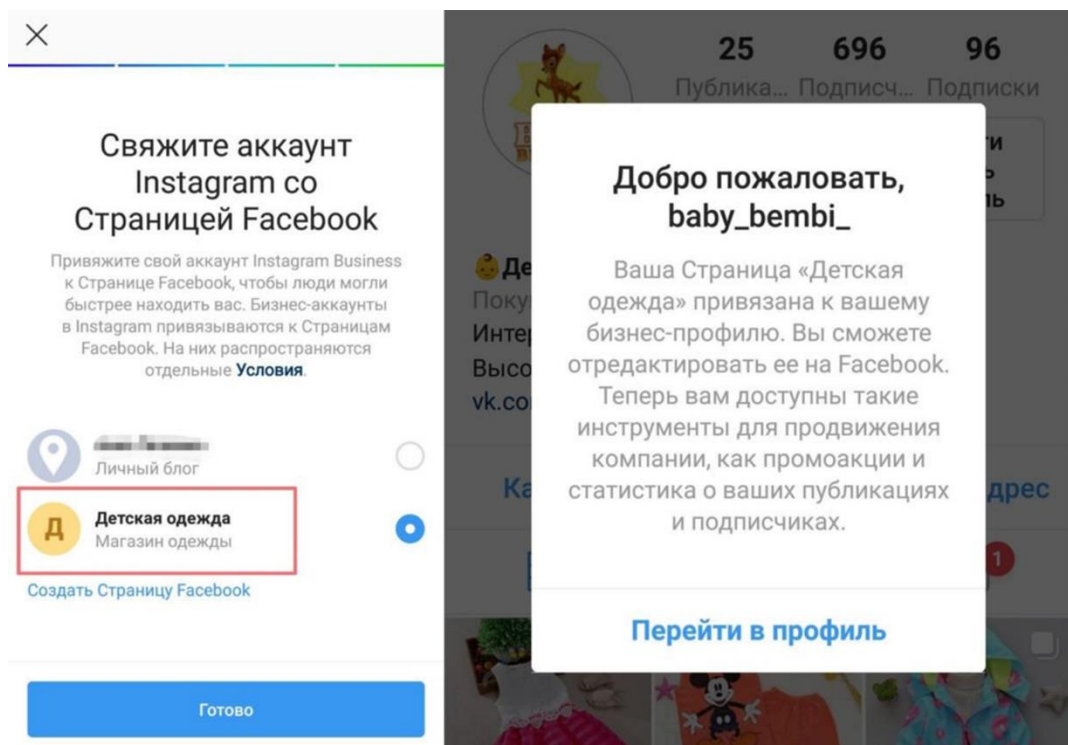 Свяжите аккаунт
Instagram со
Страницей Facebook
Привяжите свой аккаунт Instagram Business
к Странице Facebook, чтобы люди могли
быстрее находить вас. Бизнес-аккаунты
в Instagram привязываются к Страницам
Facebook. На них распространяются
отдельные Условия.
Личный блог
Д
Детская одежда
Магазин одежды
Создать Страницу Facebook
Готово
25 696 96
Публика... Подписч... Подписки
Добро пожаловать,
baby_bembi_
Ваша Страница «Детская
одежда» привязана к вашему
бизнес-профилю. Вы сможете
отредактировать ее на Facebook.
Теперь вам доступны такие
инструменты для продвижения
компании, как промоакции и
статистика о ваших публикациях
и подписчиках.
Перейти в профиль
1